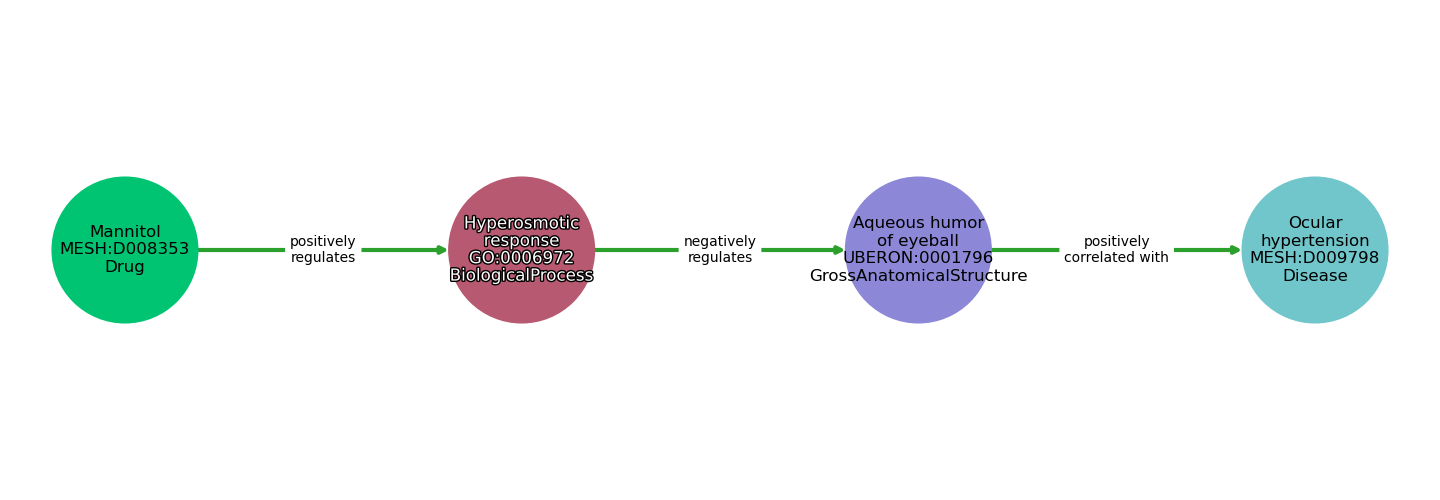 Mannitol
MESH:D008353
Drug
positively
regulates
Hyperosmotic
response
GO:0006972
BiologicalProcess
negatively
regulates
Aqueous humor
of eyeball
UBERON:0001796
GrossAnatomicalStructure
positively
correlated with
Ocular
hypertension
MESH:D009798
Disease